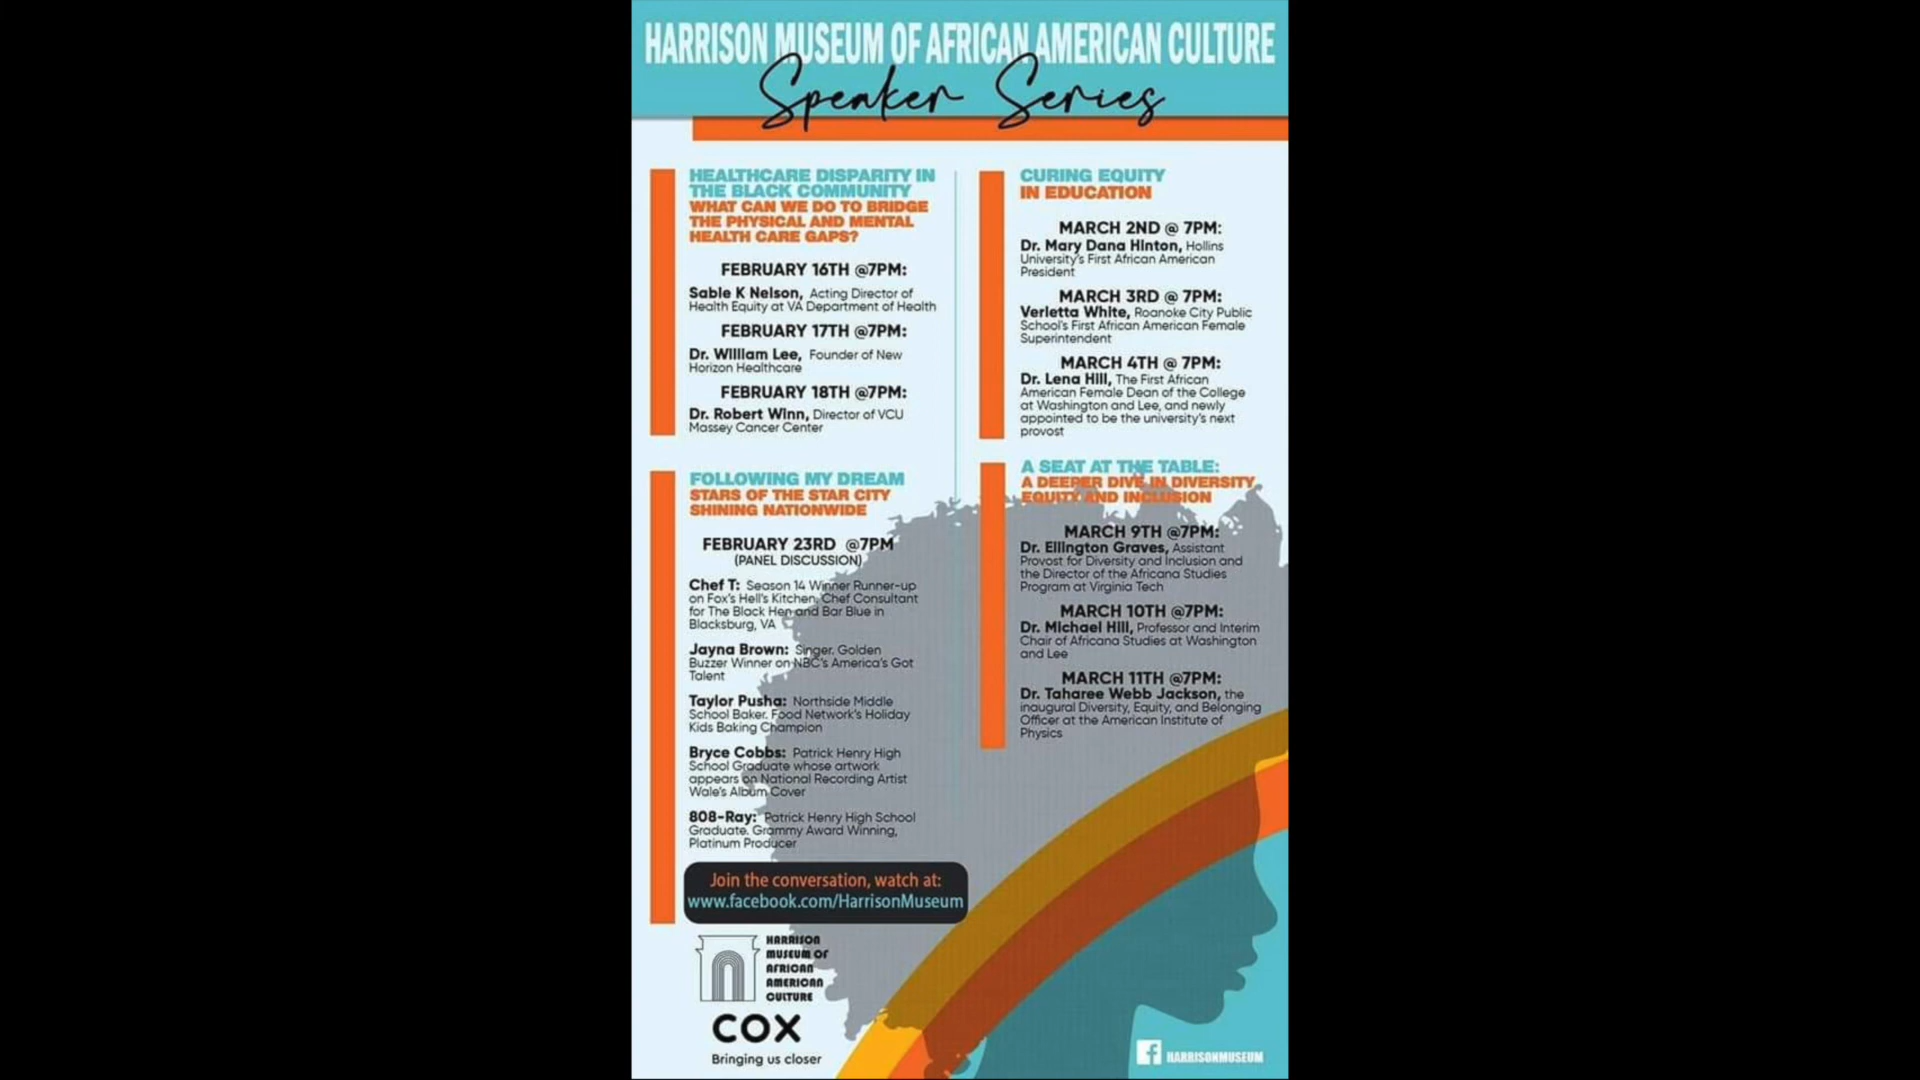 HARRISON MUSEUM OF AFRICAN AMERICAN CULTURE
Speaker Series
HEALTHCARE DISPARITY IN
THE BLACK COMMUNITY
WHAT CAN WE DO TO BRIDGE
THE PHYSICAL AND MENTAL
HEALTH CARE GAPS?
FEBRUARY 16TH @7PM:
Sable K Nelson, Acting Director of
Health Equity at VA Department of Health
FEBRUARY 17TH @7PM:
Dr. William Lee, Founder of New
Horizon Healthcare
FEBRUARY 18TH @7PM:
Dr. Robert Winn, Director of VCU
Massey Cancer Center
FOLLOWING MY DREAM
STARS OF THE STAR CITY
SHINING NATIONWIDE
FEBRUARY 23RD @7PM
(PANEL DISCUSSION)
Chef T: Season 14 Winner Runner-up
on Fox's Hell's Kitchen, Chef Consultant
for The Black Hen and Bar Blue in
Blacksburg, VA
Jayna Brown: Singer. Golden
Buzzer Winner on NBC's America's Got
Talent
Taylor Pusha: Northside Middle
School Baker. Food Network's Holiday
Kids Baking Champion
Bryce Cobbs: Patrick Henry High
School Graduate whose artwork
appears on National Recording Artist
Wale's Album Cover
808-Ray: Patrick Henry High School
Graduate. Grammy Award Winning,
Platinum Producer
Join the conversation, watch at:
www.facebook.com/HarrisonMuseum
HARRISON
MUSEUM OF
AFRICAN
AMERICAN
CULTURE
COX
Bringing us closer
CURING EQUITY
IN EDUCATION
MARCH 2ND @ 7PM:
Dr. Mary Dana Hinton, Hollins
University's First African American
President
MARCH 3RD @ 7PM:
Verletta White, Roanoke City Public
School's First African American Female
Superintendent
MARCH 4TH @ 7PM:
Dr. Lena Hill, The First African
American Female Dean of the College
at Washington and Lee, and newly
appointed to be the university's next
provost
A SEAT AT THE TABLE:
A DEEPER DIVE IN DIVERSITY
EQUITY AND INCLUSION
MARCH 9TH @7PM:
Dr. Ellington Graves, Assistant
Provost for Diversity and Inclusion and
the Director of the Africana Studies
Program at Virginia Tech
MARCH 10TH @7PM:
Dr. Michael Hill, Professor and Interim
Chair of Africana Studies at Washington
and Lee
MARCH 11TH @7PM:
Dr. Taharee Webb Jackson, the
inaugural Diversity, Equity, and Belonging
Officer at the American Institute of
Physics
f HARRISONMUSEUM